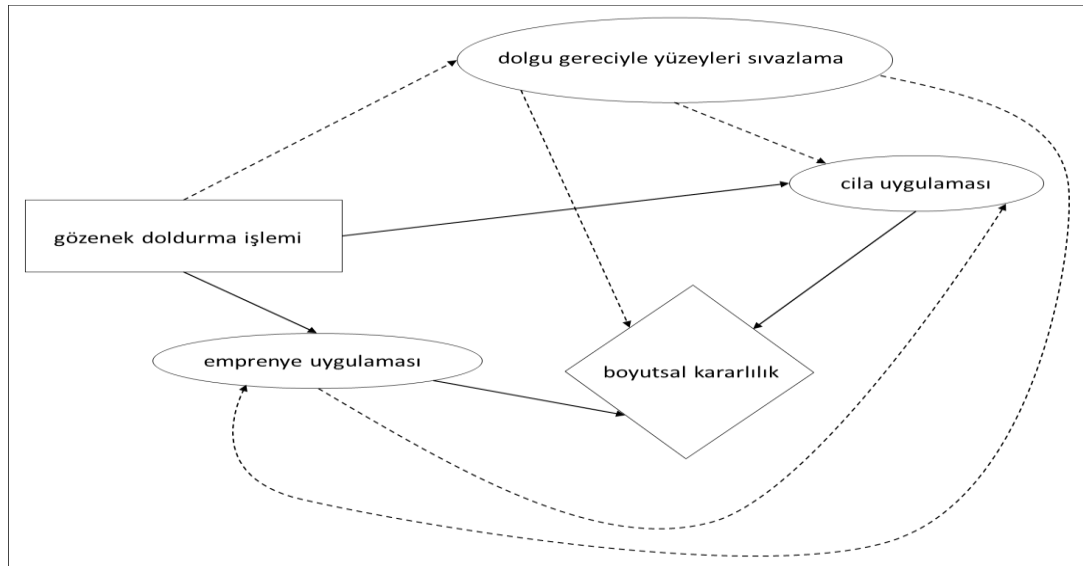 dolgu gereciyle yüzeyleri sıvazlama
cila uygulaması
gözenek doldurma işlemi
emprenye uygulaması
boyutsal kararlılık